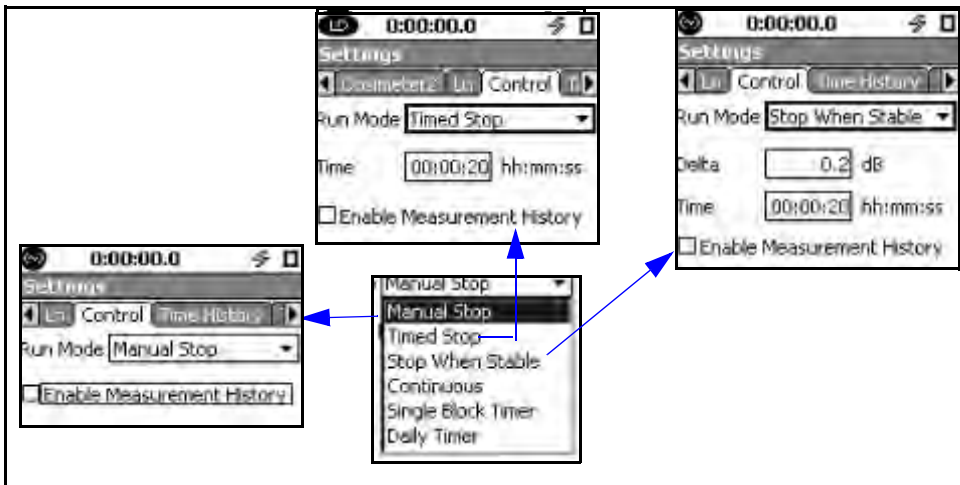 LD 0:00:00.0
Settings
Dosimeter2 Ln Control
Run Mode Timed Stop
Time 00:00:20 hh:mm:ss
Enable Measurement History
0:00:00.0
Settings
Ln Control Time History
Run Mode Stop When Stable
Delta 0.2 dB
Time 00:00:20 hh:mm:ss
Enable Measurement History
0:00:00.0
Settings
Ln Control Time History
Run Mode Manual Stop
Enable Measurement History
Manual Stop
Manual Stop
Timed Stop
Stop When Stable
Continuous
Single Block Timer
Daily Timer